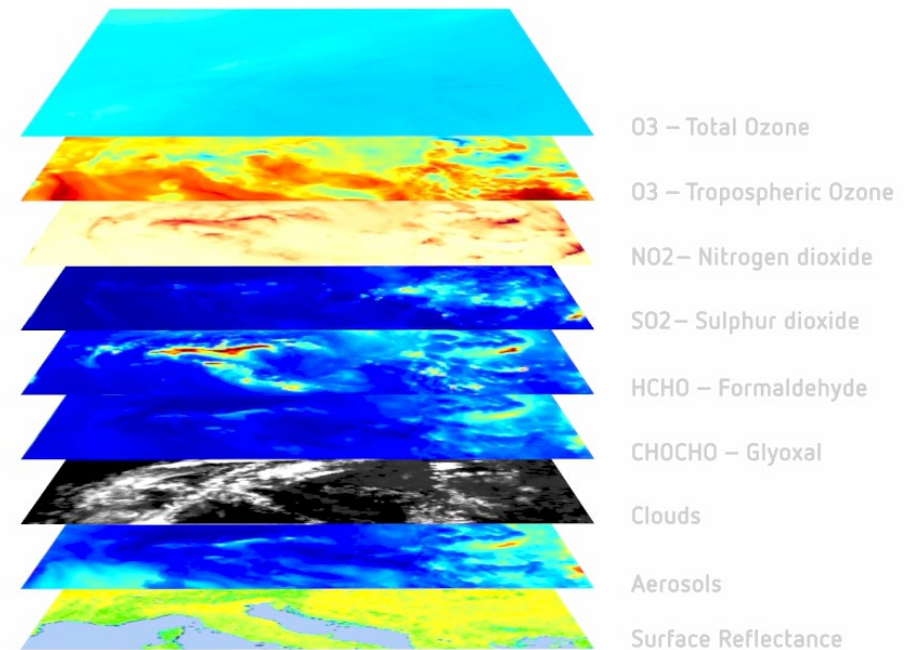 O3 – Total Ozone
O3 – Tropospheric Ozone
NO2 – Nitrogen dioxide
SO2 – Sulphur dioxide
HCHO – Formaldehyde
CHOCHO – Glyoxal
Clouds
Aerosols
Surface Reflectance